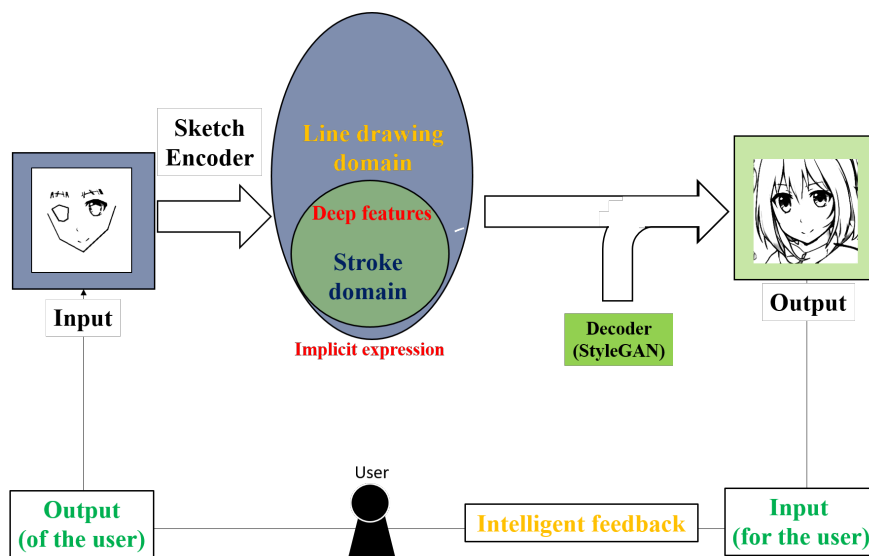 Sketch
Encoder
Line drawing
domain
Deep features
Stroke
domain
Implicit expression
Input
Decoder
(StyleGAN)
Output
User
Output
(of the user)
Intelligent feedback
Input
(for the user)